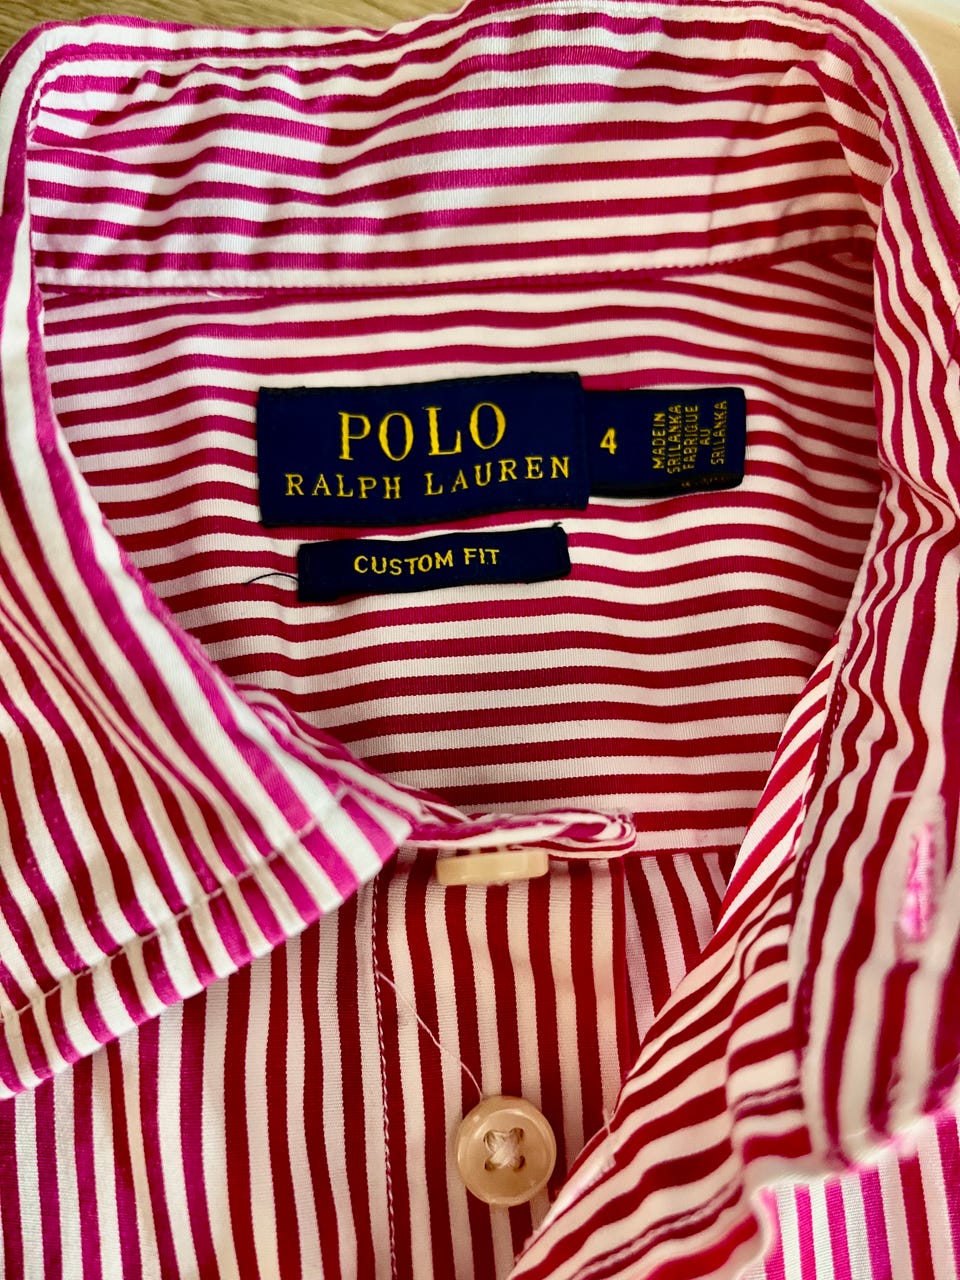 POLO
RALPH LAUREN
4
MADE IN
SRI LANKA
FABRIQUE
AU
SRI LANKA
CUSTOM FIT